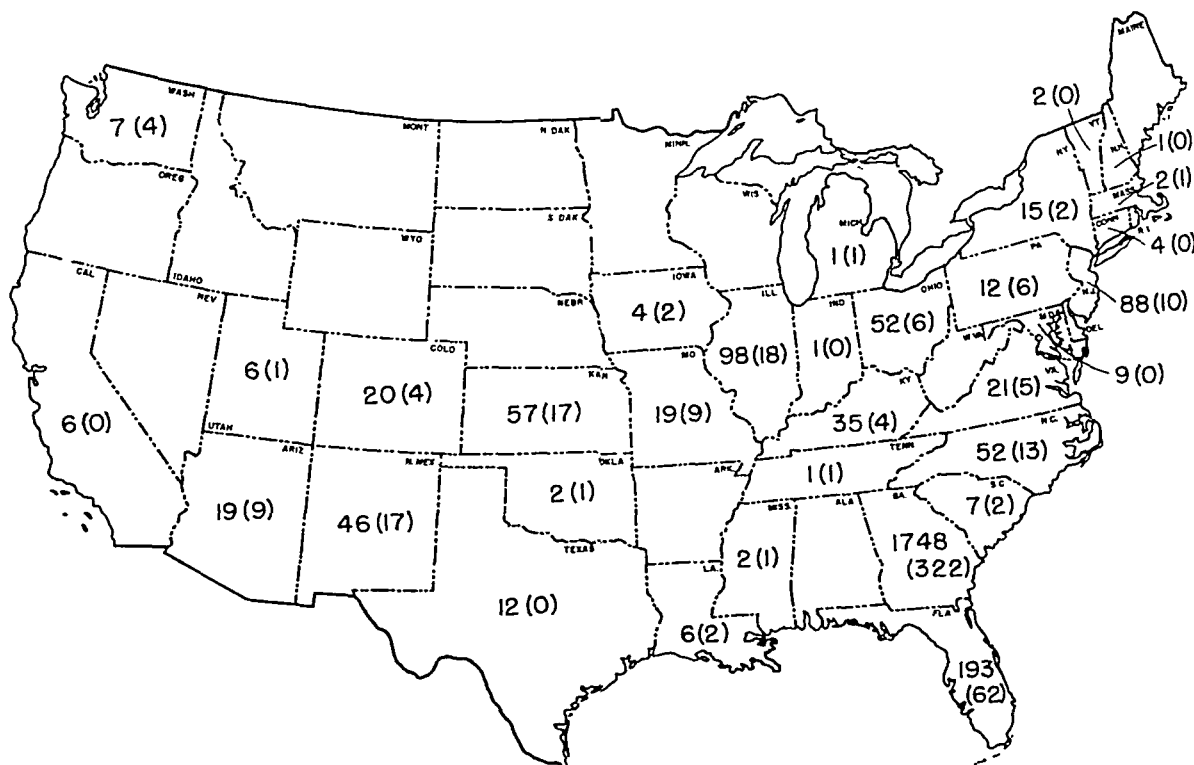 MAINE
WASH
7 (4)
MONT
N DAK
MINN.
2 (0)
VT.
N.Y.
N.H.
1 (0)
OREG
S. DAK
WIS
MICH
MASS
2 (1)
15 (2)
CONN
R I
4 (0)
WYO
1 (1)
PA
IDAHO
CAL
NEV
NEBR
IOWA
ILL
IND
OHIO
12 (6)
N.J.
88 (10)
4 (2)
52 (6)
MD
DEL
W VA
COLO
MO
98 (18)
1 (0)
KY
VA
9 (0)
6 (1)
20 (4)
KAN
57 (17)
19 (9)
21 (5)
35 (4)
6 (0)
UTAH
ARIZ
N. MEX
OKLA
ARK
TENN
N.C.
52 (13)
1 (1)
2 (1)
MISS
ALA
GA.
S C
7 (2)
19 (9)
46 (17)
TEXAS
LA.
2 (1)
1748
(322)
12 (0)
FLA
6 (2)
193
(62)